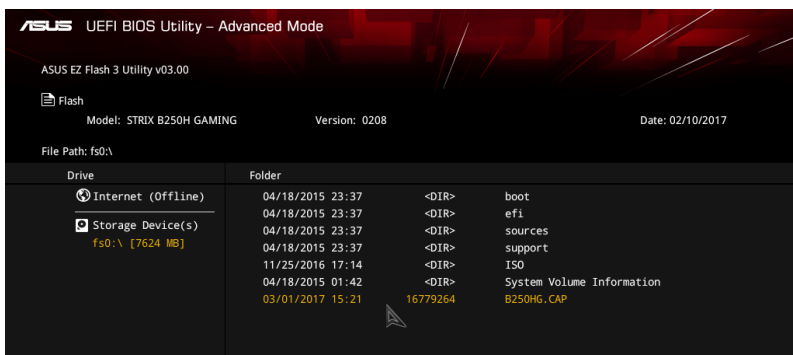 ASUS UEFI BIOS Utility – Advanced Mode
ASUS EZ Flash 3 Utility v03.00
Flash
Model: STRIX B250H GAMING Version: 0208 Date: 02/10/2017
File Path: fs0:\
Drive Folder
Internet (Offline) 04/18/2015 23:37 <DIR> boot
04/18/2015 23:37 <DIR> efi
Storage Device(s) 04/18/2015 23:37 <DIR> sources
fs0:\ [7624 MB] 04/18/2015 23:37 <DIR> support
11/25/2016 17:14 <DIR> ISO
04/18/2015 01:42 <DIR> System Volume Information
03/01/2017 15:21 16779264 B250HG.CAP